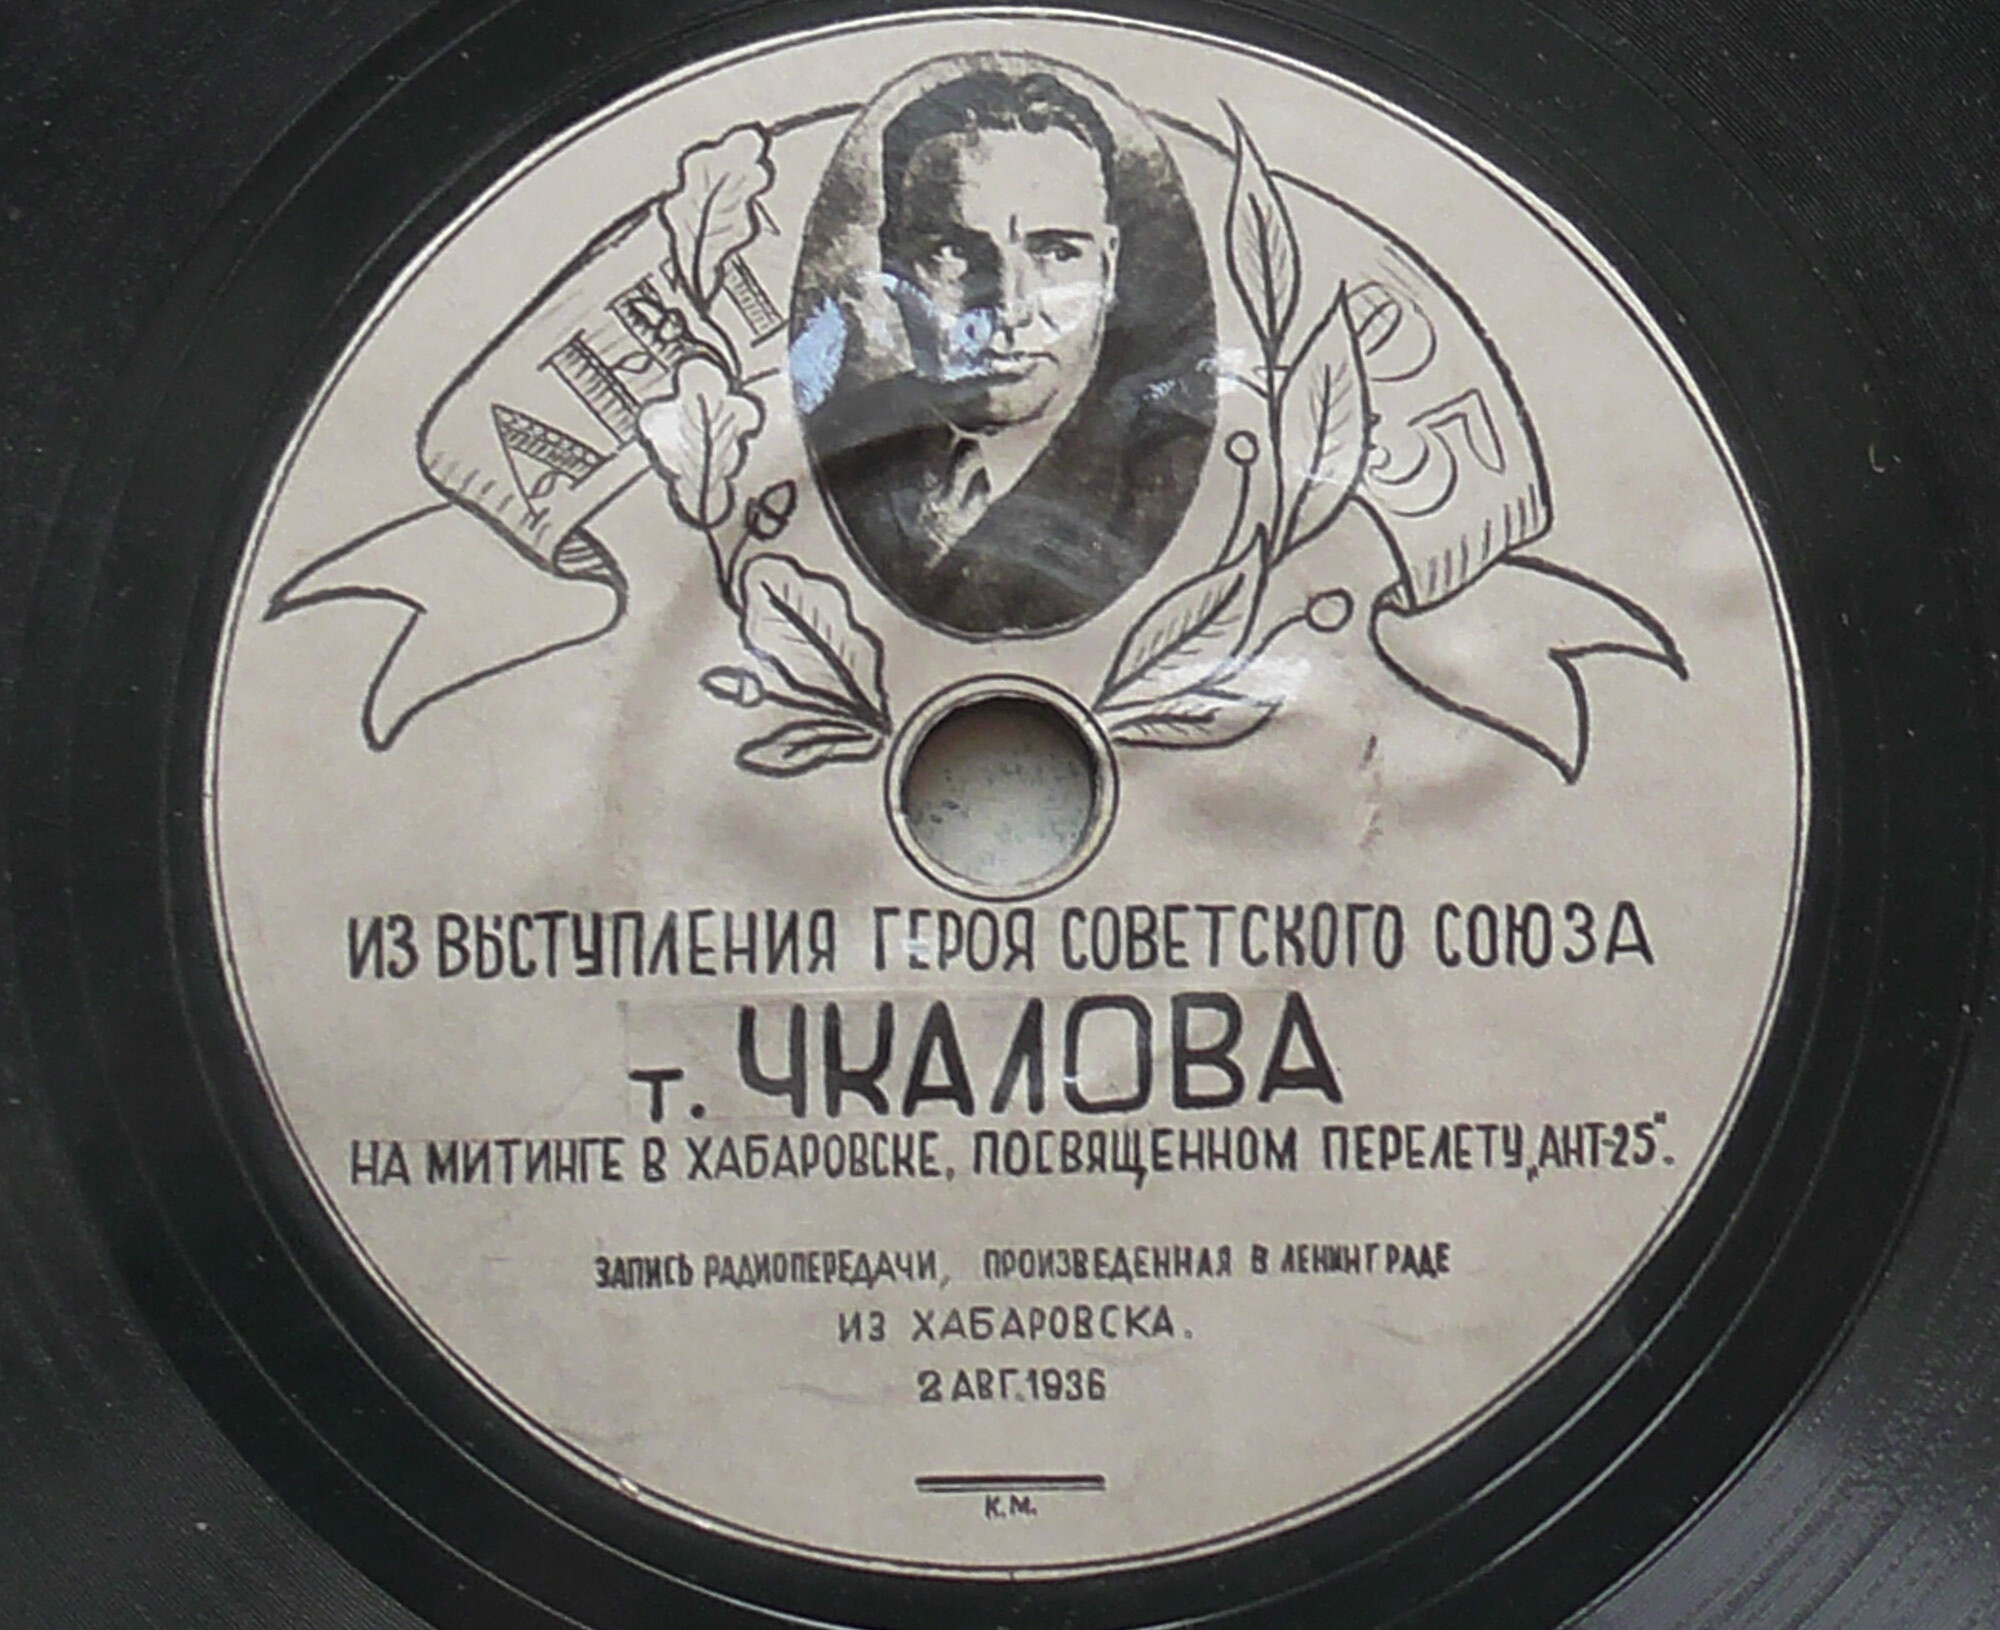 АНТ 25
ИЗ ВЫСТУПЛЕНИЯ ГЕРОЯ СОВЕТСКОГО СОЮЗА
т. ЧКАЛОВА
НА МИТИНГЕ В ХАБАРОВСКЕ, ПОСВЯЩЕННОМ ПЕРЕЛЕТУ „АНТ-25".
ЗАПИСЬ РАДИОПЕРЕДАЧИ, ПРОИЗВЕДЕННАЯ В ЛЕНИНГРАДЕ
ИЗ ХАБАРОВСКА.
2 АВГ. 1936
К.М.